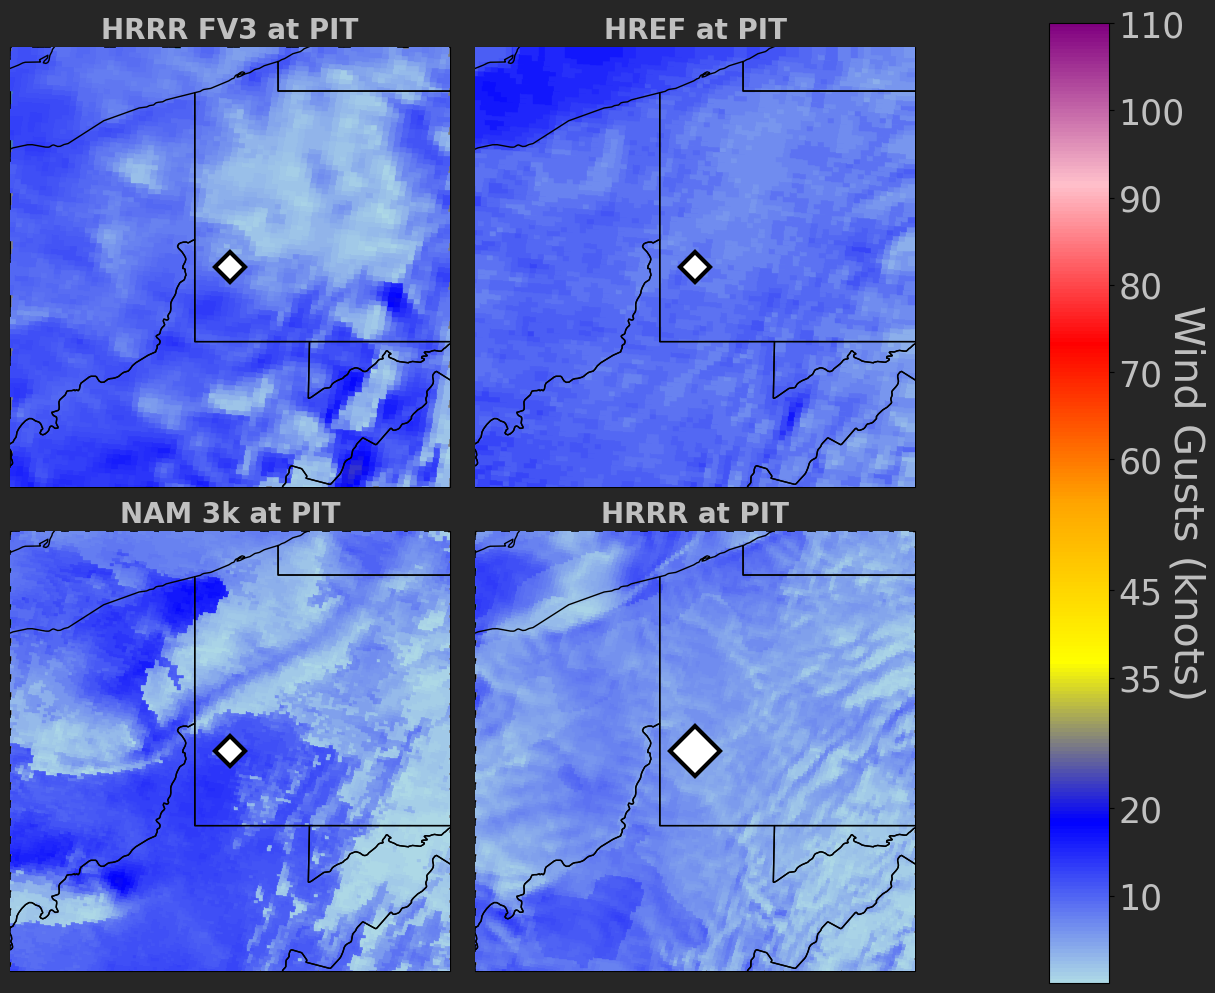 HRRR FV3 at PIT
HREF at PIT
NAM 3k at PIT
HRRR at PIT
110
100
90
80
70
60
45
35
20
10
Wind Gusts (knots)